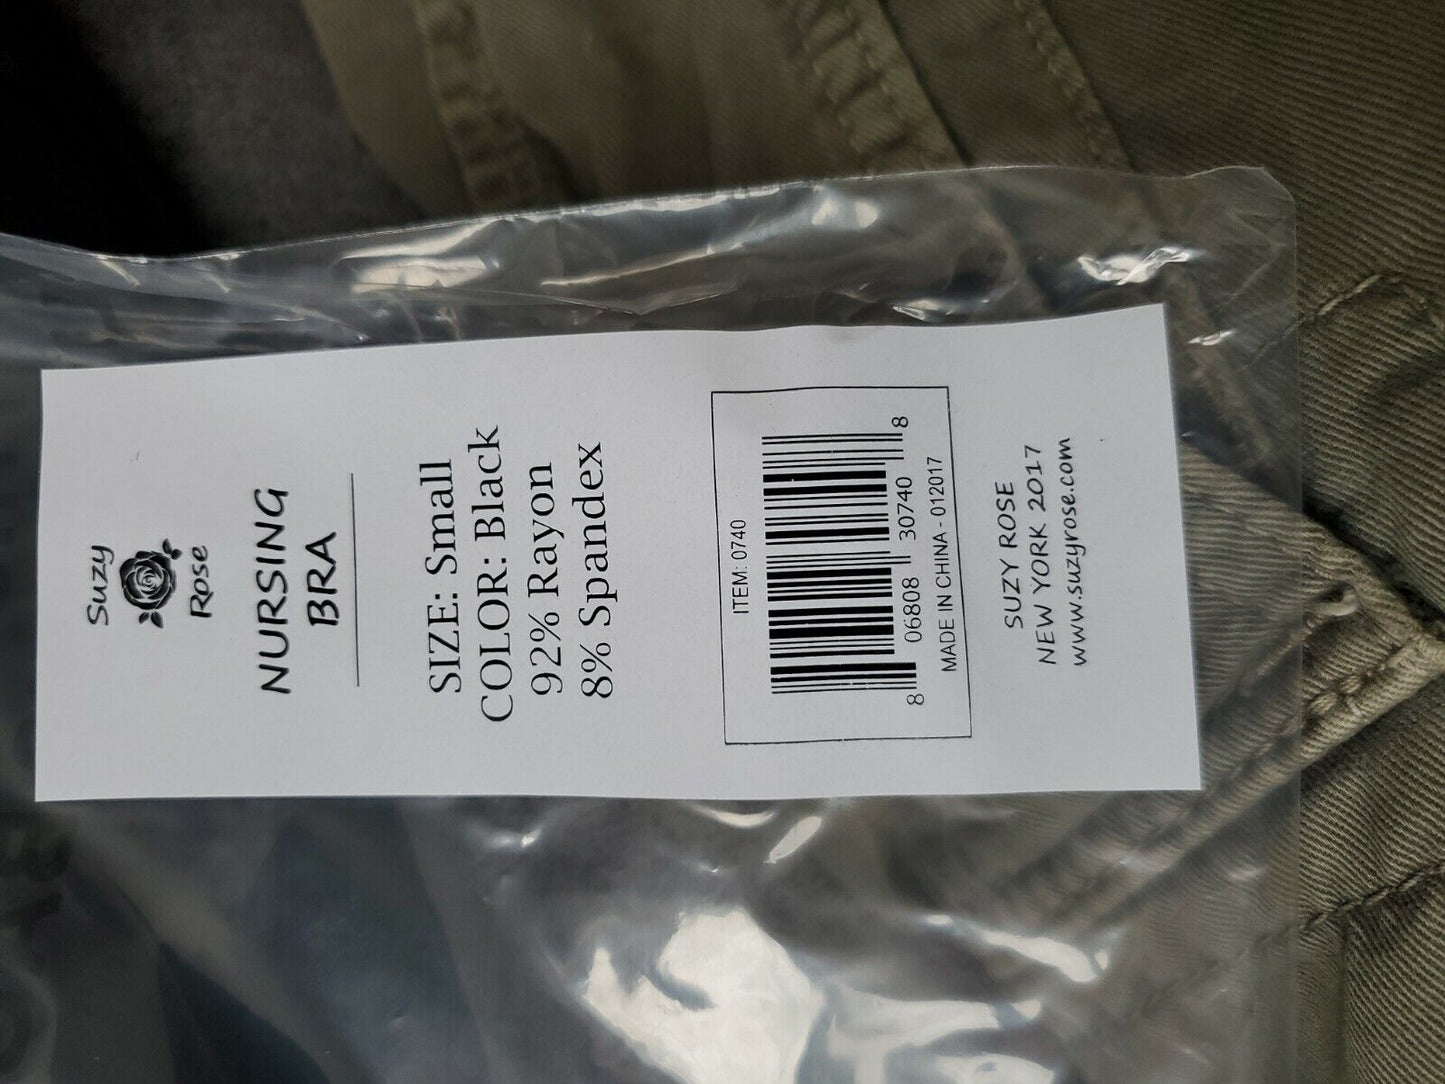 Suzy
Rose
NURSING
BRA
SIZE: Small
COLOR: Black
92% Rayon
8% Spandex
ITEM: 0740
8 06808 30740 8
MADE IN CHINA - 012017
SUZY ROSE
NEW YORK 2017
www.suzyrose.com